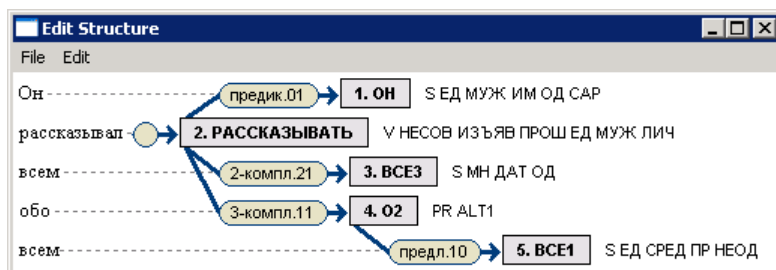 Edit Structure
File Edit
Он предик.01 1. ОН S ЕД МУЖ ИМ ОД CAP
рассказывал 2. РАССКАЗЫВАТЬ V НЕСОВ ИЗЪЯВ ПРОШ ЕД МУЖ ЛИЧ
всем 2-компл.21 3. ВСЕ3 S МН ДАТ ОД
обо 3-компл.11 4. О2 PR ALT1
всем предл.10 5. ВСЕ1 S ЕД СРЕД ПР НЕОД